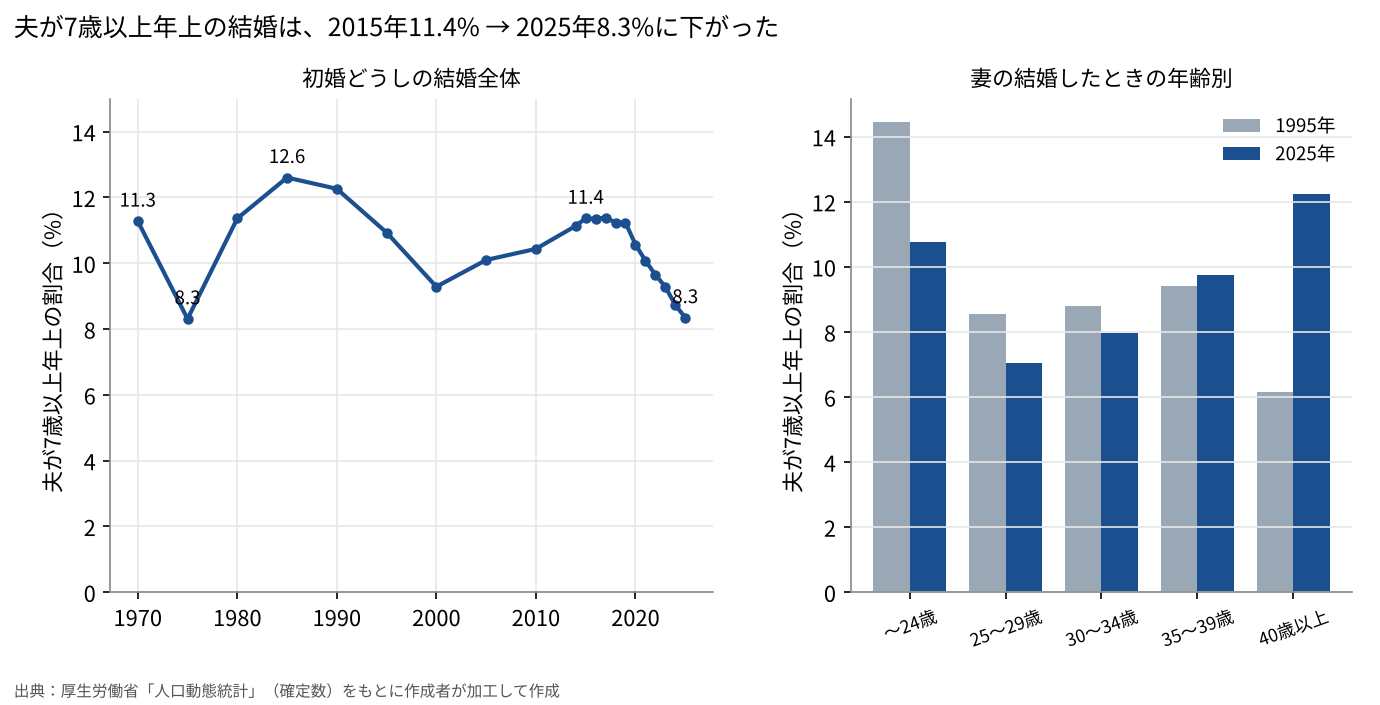 夫が7歳以上年上の結婚は、2015年11.4% → 2025年8.3%に下がった
初婚どうしの結婚全体
夫が7歳以上年上の割合（%）
14
12
10
8
6
4
2
0
11.3
8.3
12.6
11.4
8.3
1970
1980
1990
2000
2010
2020
妻の結婚したときの年齢別
夫が7歳以上年上の割合（%）
14
12
10
8
6
4
2
0
1995年
2025年
～24歳
25～29歳
30～34歳
35～39歳
40歳以上
出典：厚生労働省「人口動態統計」（確定数）をもとに作成者が加工して作成